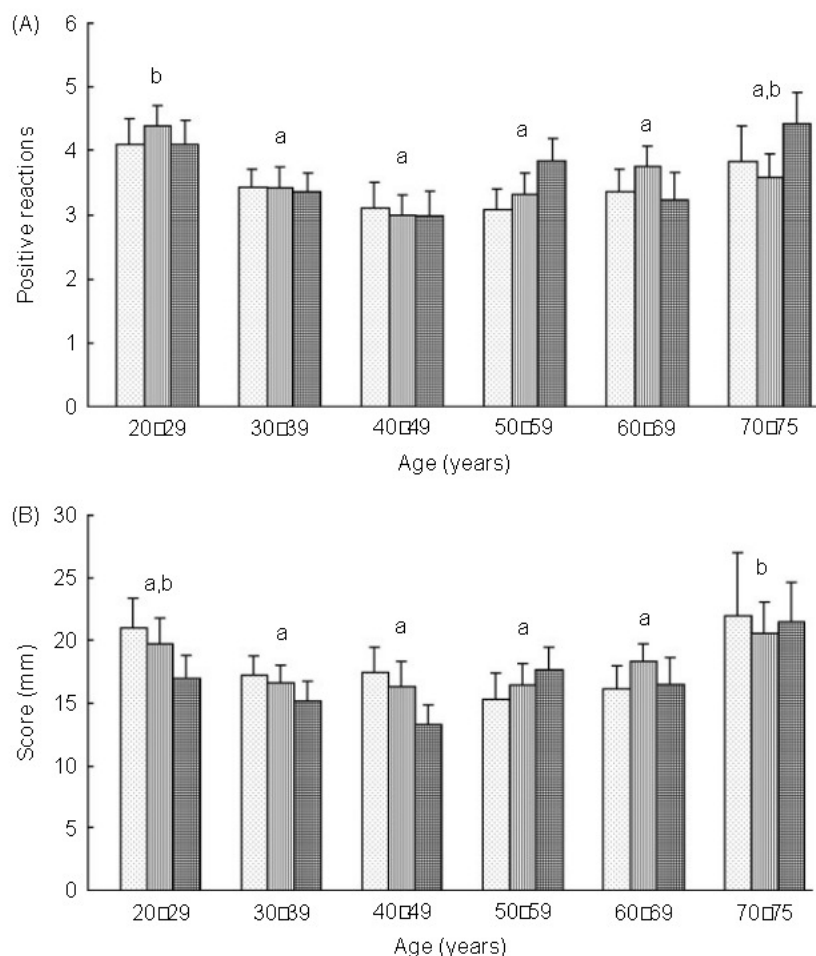 (A)
6
5
4
3
2
1
0
Positive reactions
b
a
a
a
a
a,b
20□29 30□39 40□49 50□59 60□69 70□75
Age (years)
(B)
30
25
20
15
10
5
0
Score (mm)
a,b
a
a
a
a
b
20□29 30□39 40□49 50□59 60□69 70□75
Age (years)